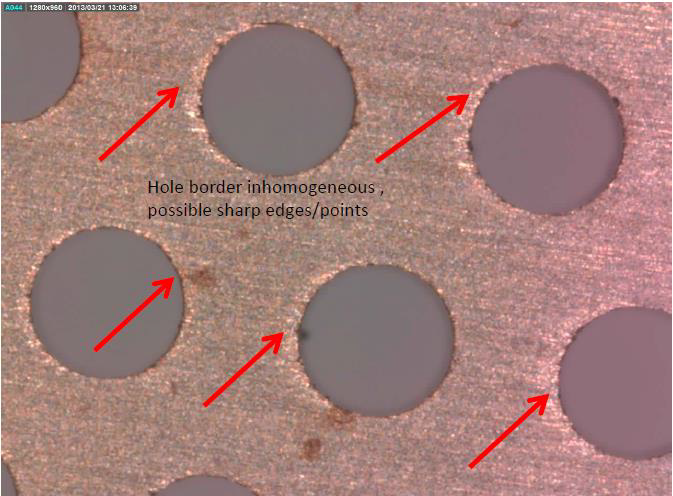 A044 1280x960 2013/03/21 13:06:39
Hole border inhomogeneous ,
possible sharp edges/points